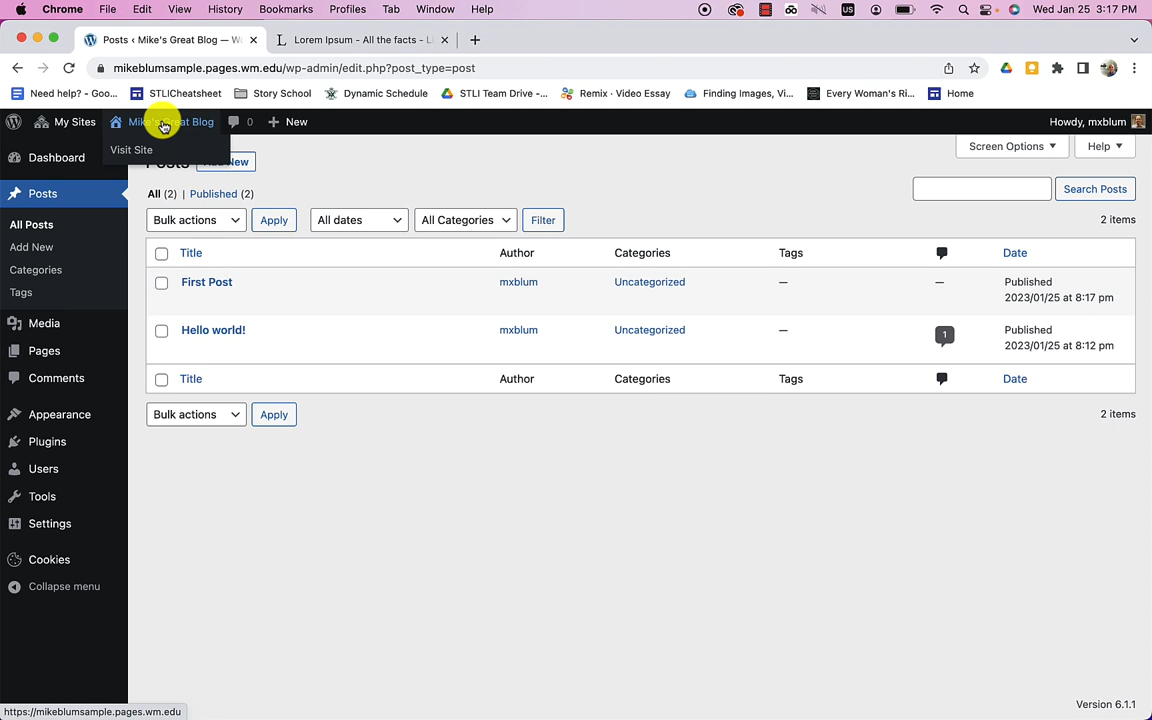 Chrome File Edit View History Bookmarks Profiles Tab Window Help US Wed Jan 25 3:17 PM
Posts ‹ Mike's Great Blog — W Lorem Ipsum - All the facts - Li
mikeblumsample.pages.wm.edu/wp-admin/edit.php?post_type=post
Need help? - Goo... STLICheatsheet Story School Dynamic Schedule STLI Team Drive -... Remix · Video Essay Finding Images, Vi... Every Woman's Ri... Home
My Sites Mike's Great Blog 0 New Howdy, mxblum
Visit Site
Dashboard Posts Add New Screen Options Help
Posts All (2) | Published (2) Search Posts
Bulk actions Apply All dates All Categories Filter 2 items
All Posts
Add New
Categories
Tags
Media
Pages
Comments
Appearance
Plugins
Users
Tools
Settings
Cookies
Collapse menu
Title Author Categories Tags Date
First Post mxblum Uncategorized — — Published
2023/01/25 at 8:17 pm
Hello world! mxblum Uncategorized — 1 Published
2023/01/25 at 8:12 pm
Title Author Categories Tags Date
Bulk actions Apply 2 items
Version 6.1.1
https://mikeblumsample.pages.wm.edu